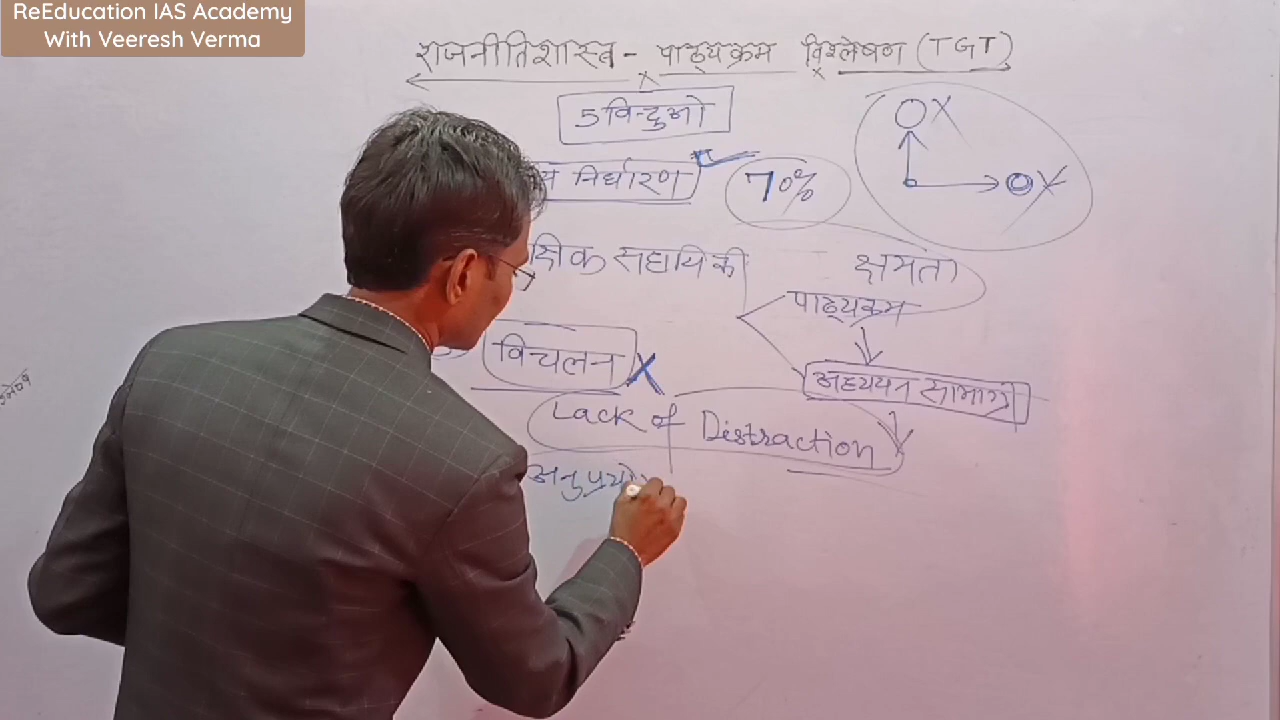 ReEducation IAS Academy
With Veeresh Verma
राजनीतिशास्त्र - पाठ्यक्रम विश्लेषण (TGT)
5 विन्दुओ
निर्धारण 70%
X
X
सहायिकी क्षमता
पाठ्यक्रम
विचलन X
अध्ययन सामाग्री
Lack of Distraction